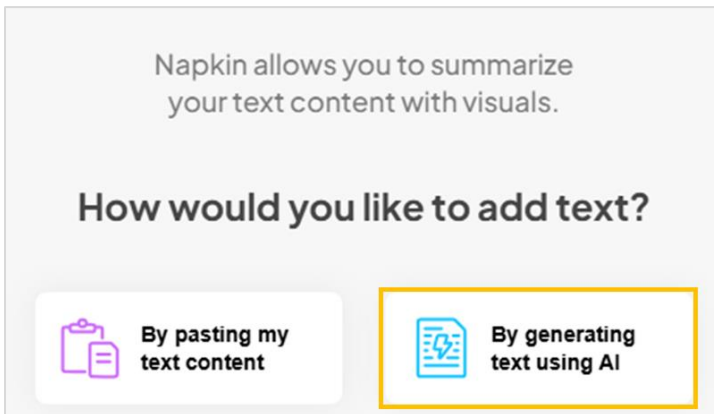 Napkin allows you to summarize
your text content with visuals.
How would you like to add text?
By pasting my
text content
By generating
text using AI